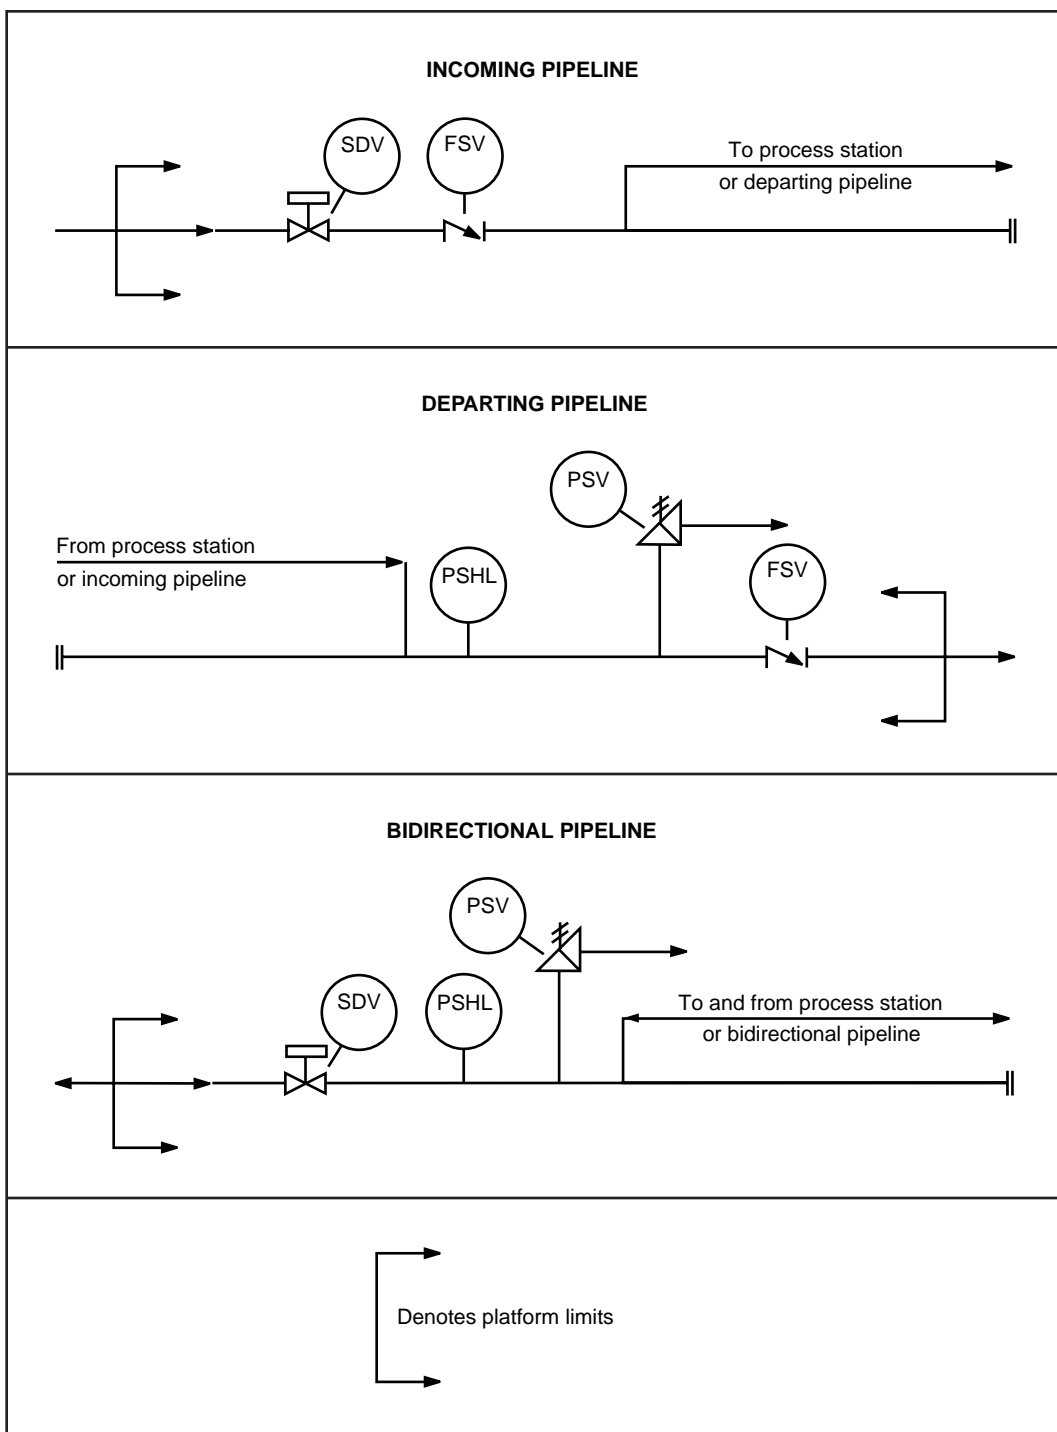 INCOMING PIPELINE
SDV
FSV
To process station
or departing pipeline
DEPARTING PIPELINE
PSV
From process station
or incoming pipeline
PSHL
FSV
BIDIRECTIONAL PIPELINE
PSV
SDV
PSHL
To and from process station
or bidirectional pipeline
Denotes platform limits